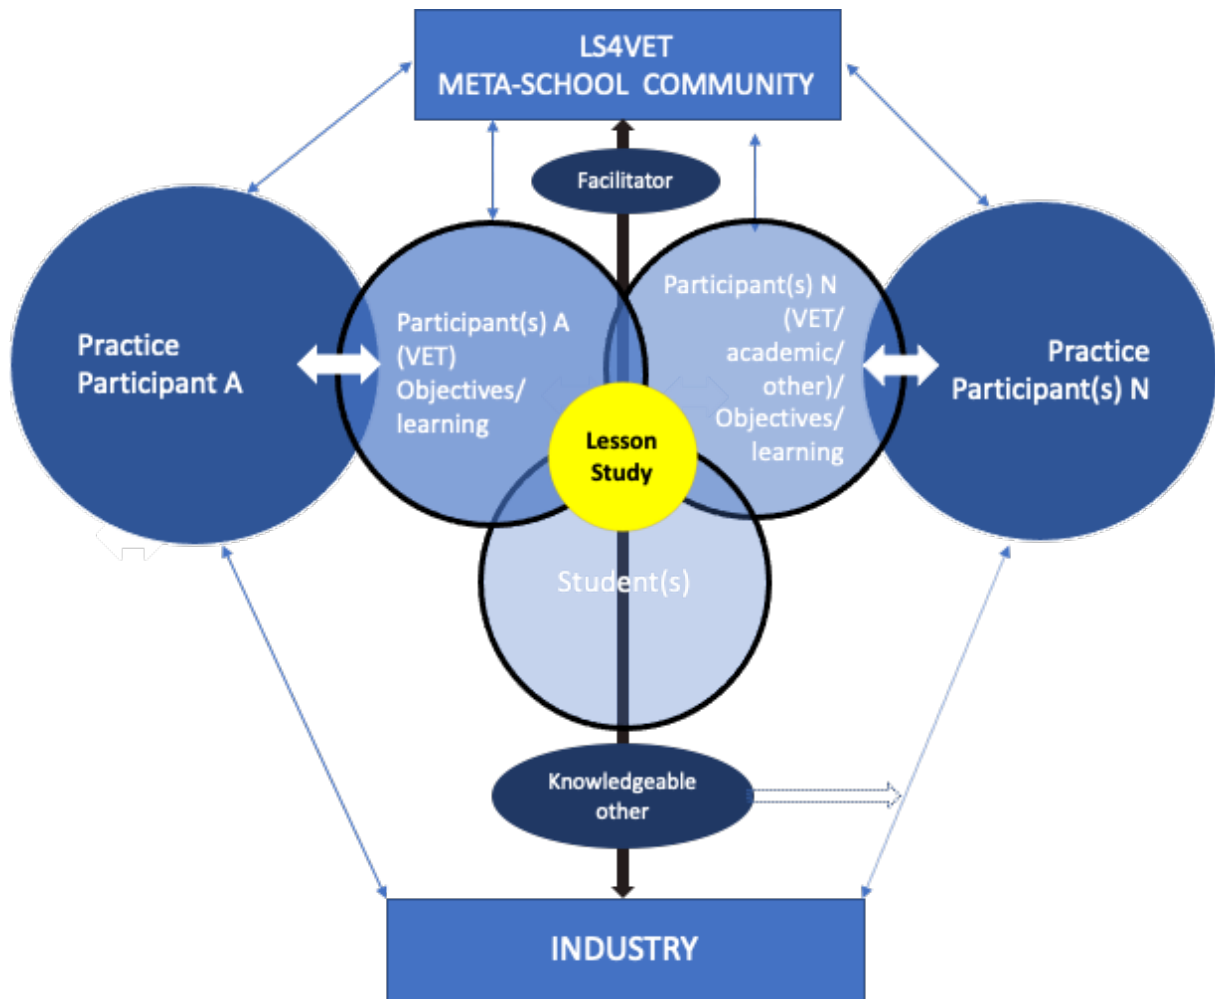 LS4VET
META-SCHOOL COMMUNITY
Facilitator
Practice
Participant A
Participant(s) A
(VET)
Objectives/
learning
Participant(s) N
(VET/
academic/
other)/
Objectives/
learning
Practice
Participant(s) N
Lesson
Study
Student(s)
Knowledgeable
other
INDUSTRY